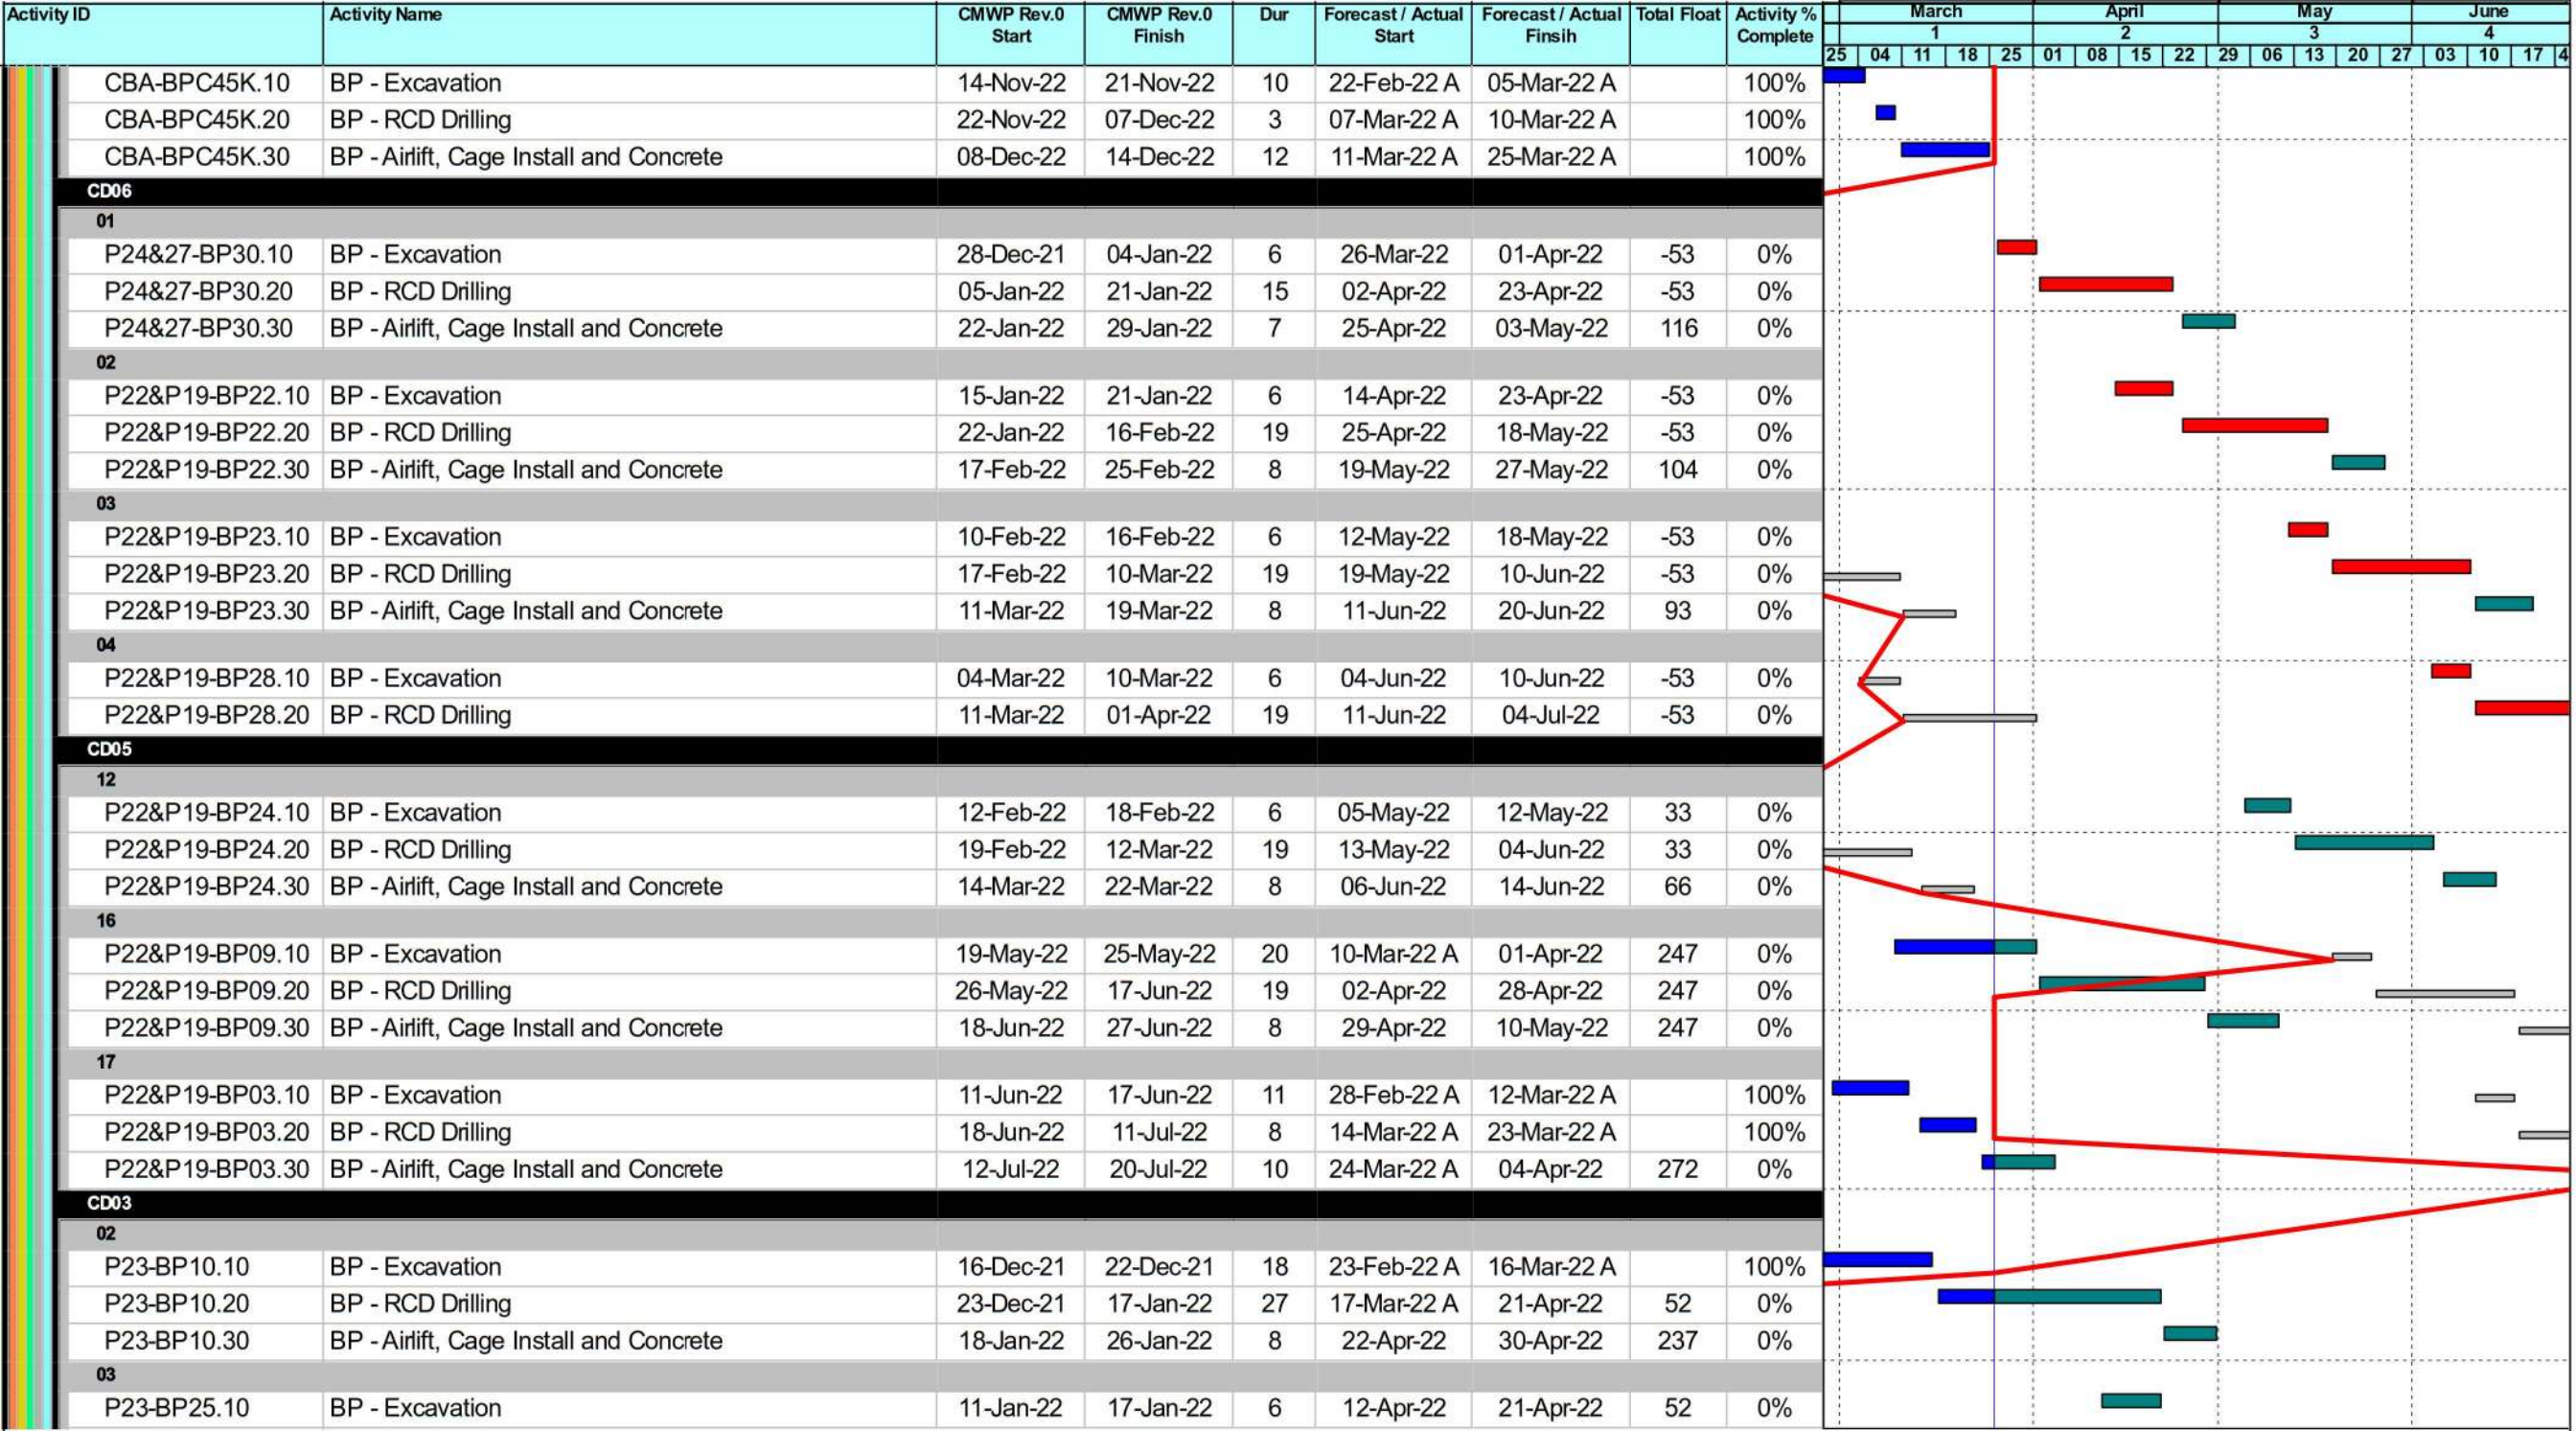 Activity ID Activity Name CMWP Rev.0 Start CMWP Rev.0 Finish Dur Forecast / Actual Start Forecast / Actual Finsih Total Float Activity % Complete
March April May June
1 2 3 4
25 04 11 18 25 01 08 15 22 29 06 13 20 27 03 10 17
CBA-BPC45K.10 BP - Excavation 14-Nov-22 21-Nov-22 10 22-Feb-22 A 05-Mar-22 A 100%
CBA-BPC45K.20 BP - RCD Drilling 22-Nov-22 07-Dec-22 3 07-Mar-22 A 10-Mar-22 A 100%
CBA-BPC45K.30 BP - Airlift, Cage Install and Concrete 08-Dec-22 14-Dec-22 12 11-Mar-22 A 25-Mar-22 A 100%
CD06
01
P24&27-BP30.10 BP - Excavation 28-Dec-21 04-Jan-22 6 26-Mar-22 01-Apr-22 -53 0%
P24&27-BP30.20 BP - RCD Drilling 05-Jan-22 21-Jan-22 15 02-Apr-22 23-Apr-22 -53 0%
P24&27-BP30.30 BP - Airlift, Cage Install and Concrete 22-Jan-22 29-Jan-22 7 25-Apr-22 03-May-22 116 0%
02
P22&P19-BP22.10 BP - Excavation 15-Jan-22 21-Jan-22 6 14-Apr-22 23-Apr-22 -53 0%
P22&P19-BP22.20 BP - RCD Drilling 22-Jan-22 16-Feb-22 19 25-Apr-22 18-May-22 -53 0%
P22&P19-BP22.30 BP - Airlift, Cage Install and Concrete 17-Feb-22 25-Feb-22 8 19-May-22 27-May-22 104 0%
03
P22&P19-BP23.10 BP - Excavation 10-Feb-22 16-Feb-22 6 12-May-22 18-May-22 -53 0%
P22&P19-BP23.20 BP - RCD Drilling 17-Feb-22 10-Mar-22 19 19-May-22 10-Jun-22 -53 0%
P22&P19-BP23.30 BP - Airlift, Cage Install and Concrete 11-Mar-22 19-Mar-22 8 11-Jun-22 20-Jun-22 93 0%
04
P22&P19-BP28.10 BP - Excavation 04-Mar-22 10-Mar-22 6 04-Jun-22 10-Jun-22 -53 0%
P22&P19-BP28.20 BP - RCD Drilling 11-Mar-22 01-Apr-22 19 11-Jun-22 04-Jul-22 -53 0%
CD05
12
P22&P19-BP24.10 BP - Excavation 12-Feb-22 18-Feb-22 6 05-May-22 12-May-22 33 0%
P22&P19-BP24.20 BP - RCD Drilling 19-Feb-22 12-Mar-22 19 13-May-22 04-Jun-22 33 0%
P22&P19-BP24.30 BP - Airlift, Cage Install and Concrete 14-Mar-22 22-Mar-22 8 06-Jun-22 14-Jun-22 66 0%
16
P22&P19-BP09.10 BP - Excavation 19-May-22 25-May-22 20 10-Mar-22 A 01-Apr-22 247 0%
P22&P19-BP09.20 BP - RCD Drilling 26-May-22 17-Jun-22 19 02-Apr-22 28-Apr-22 247 0%
P22&P19-BP09.30 BP - Airlift, Cage Install and Concrete 18-Jun-22 27-Jun-22 8 29-Apr-22 10-May-22 247 0%
17
P22&P19-BP03.10 BP - Excavation 11-Jun-22 17-Jun-22 11 28-Feb-22 A 12-Mar-22 A 100%
P22&P19-BP03.20 BP - RCD Drilling 18-Jun-22 11-Jul-22 8 14-Mar-22 A 23-Mar-22 A 100%
P22&P19-BP03.30 BP - Airlift, Cage Install and Concrete 12-Jul-22 20-Jul-22 10 24-Mar-22 A 04-Apr-22 272 0%
CD03
02
P23-BP10.10 BP - Excavation 16-Dec-21 22-Dec-21 18 23-Feb-22 A 16-Mar-22 A 100%
P23-BP10.20 BP - RCD Drilling 23-Dec-21 17-Jan-22 27 17-Mar-22 A 21-Apr-22 52 0%
P23-BP10.30 BP - Airlift, Cage Install and Concrete 18-Jan-22 26-Jan-22 8 22-Apr-22 30-Apr-22 237 0%
03
P23-BP25.10 BP - Excavation 11-Jan-22 17-Jan-22 6 12-Apr-22 21-Apr-22 52 0%